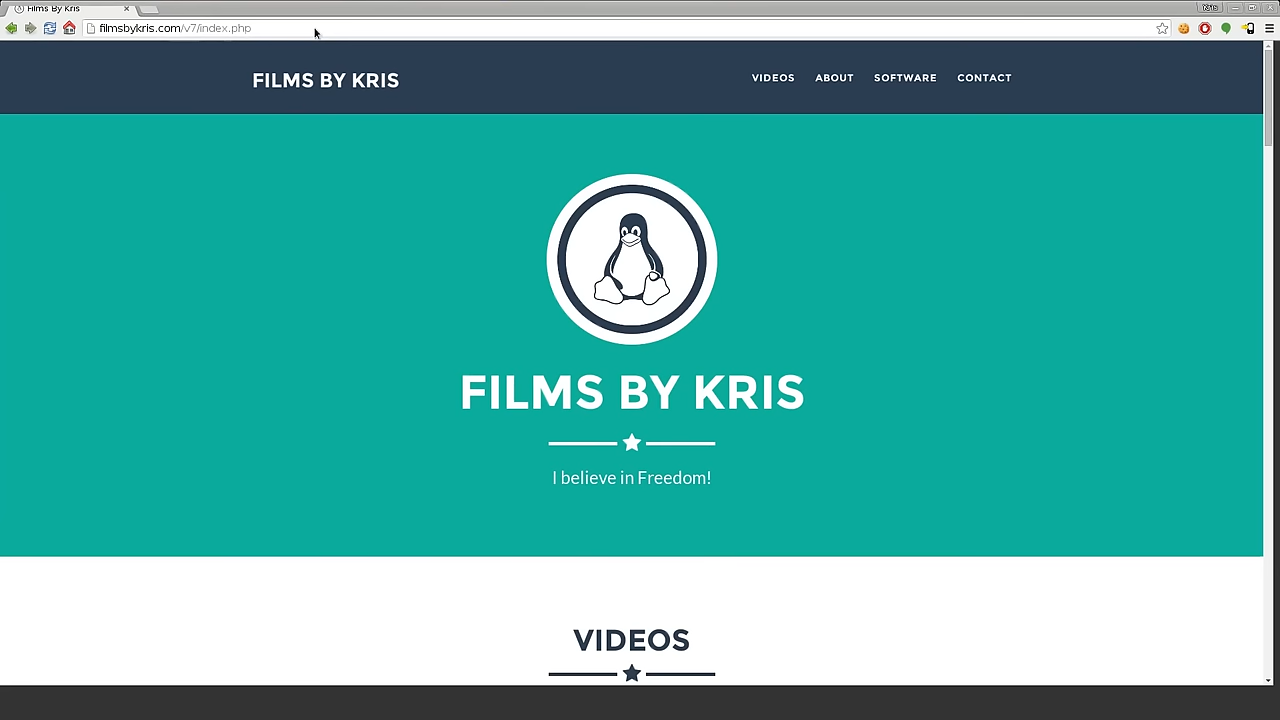 Films By Kris
Kris
filmsbykris.com/v7/index.php
FILMS BY KRIS
VIDEOS ABOUT SOFTWARE CONTACT
FILMS BY KRIS
I believe in Freedom!
VIDEOS